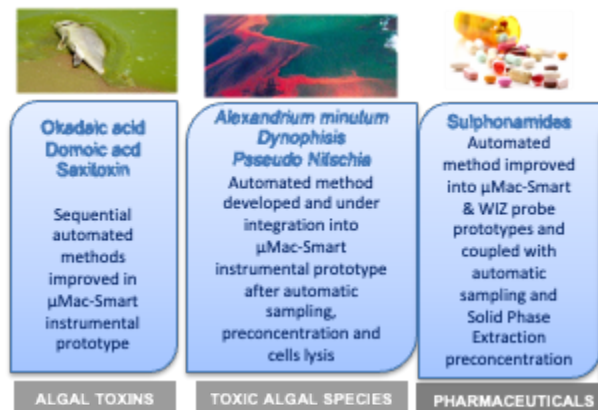 Okadaic acid
Domoic acd
Saxitoxin
Sequential
automated
methods
improved in
μMac-Smart
instrumental
prototype
ALGAL TOXINS
Alexandrium minutum
Dynophisis
Psseudo Nitschia
Automated method
developed and under
integration into
μMac-Smart
instrumental prototype
after automatic
sampling,
preconcentration and
cells lysis
TOXIC ALGAL SPECIES
Sulphonamides
Automated
method improved
into μMac-Smart
& WIZ probe
prototypes and
coupled with
automatic
sampling and
Solid Phase
Extraction
preconcentration
PHARMACEUTICALS